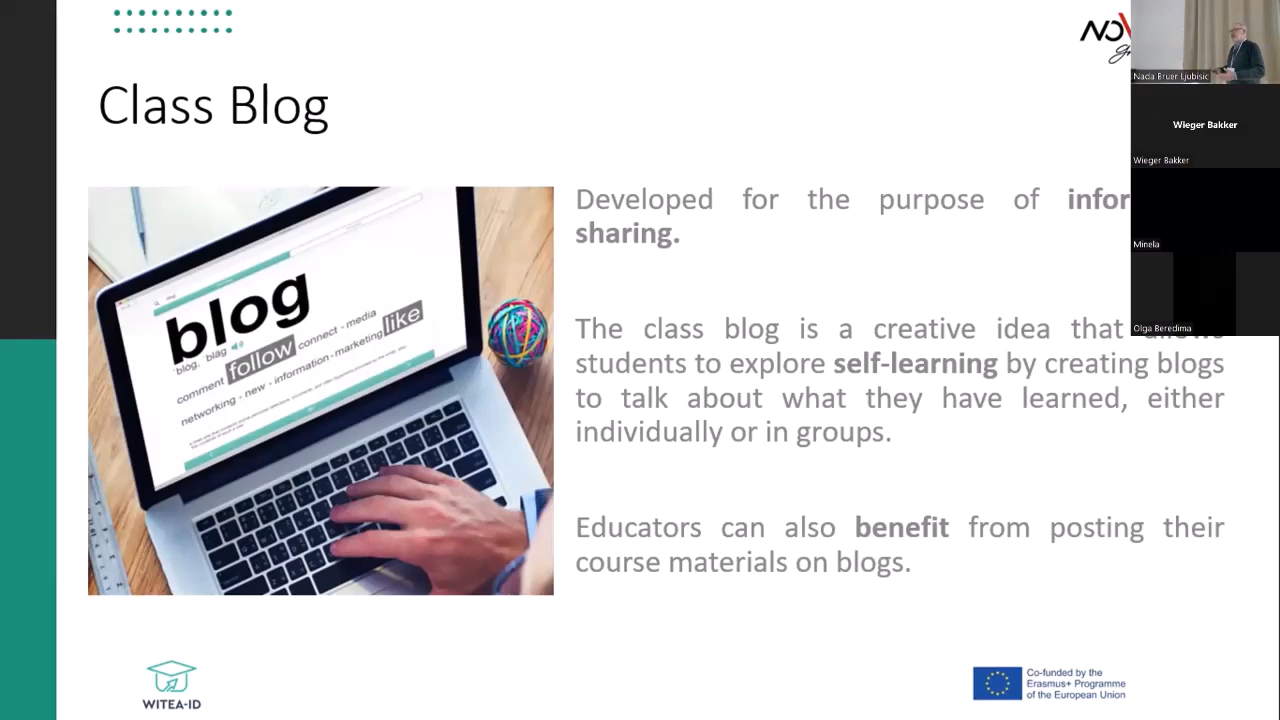 Class Blog
Nada Bruer Ljubisic
Wieger Bakker
Wieger Bakker
Minela
Olga Beredima
Developed for the purpose of
sharing.
The class blog is a creative idea that allows
students to explore self-learning by creating blogs
to talk about what they have learned, either
individually or in groups.
Educators can also benefit from posting their
course materials on blogs.
blog
blog, blag
comment follow connect - media
networking - new - information - marketing like
WITEA-ID
Co-funded by the
Erasmus+ Programme
of the European Union